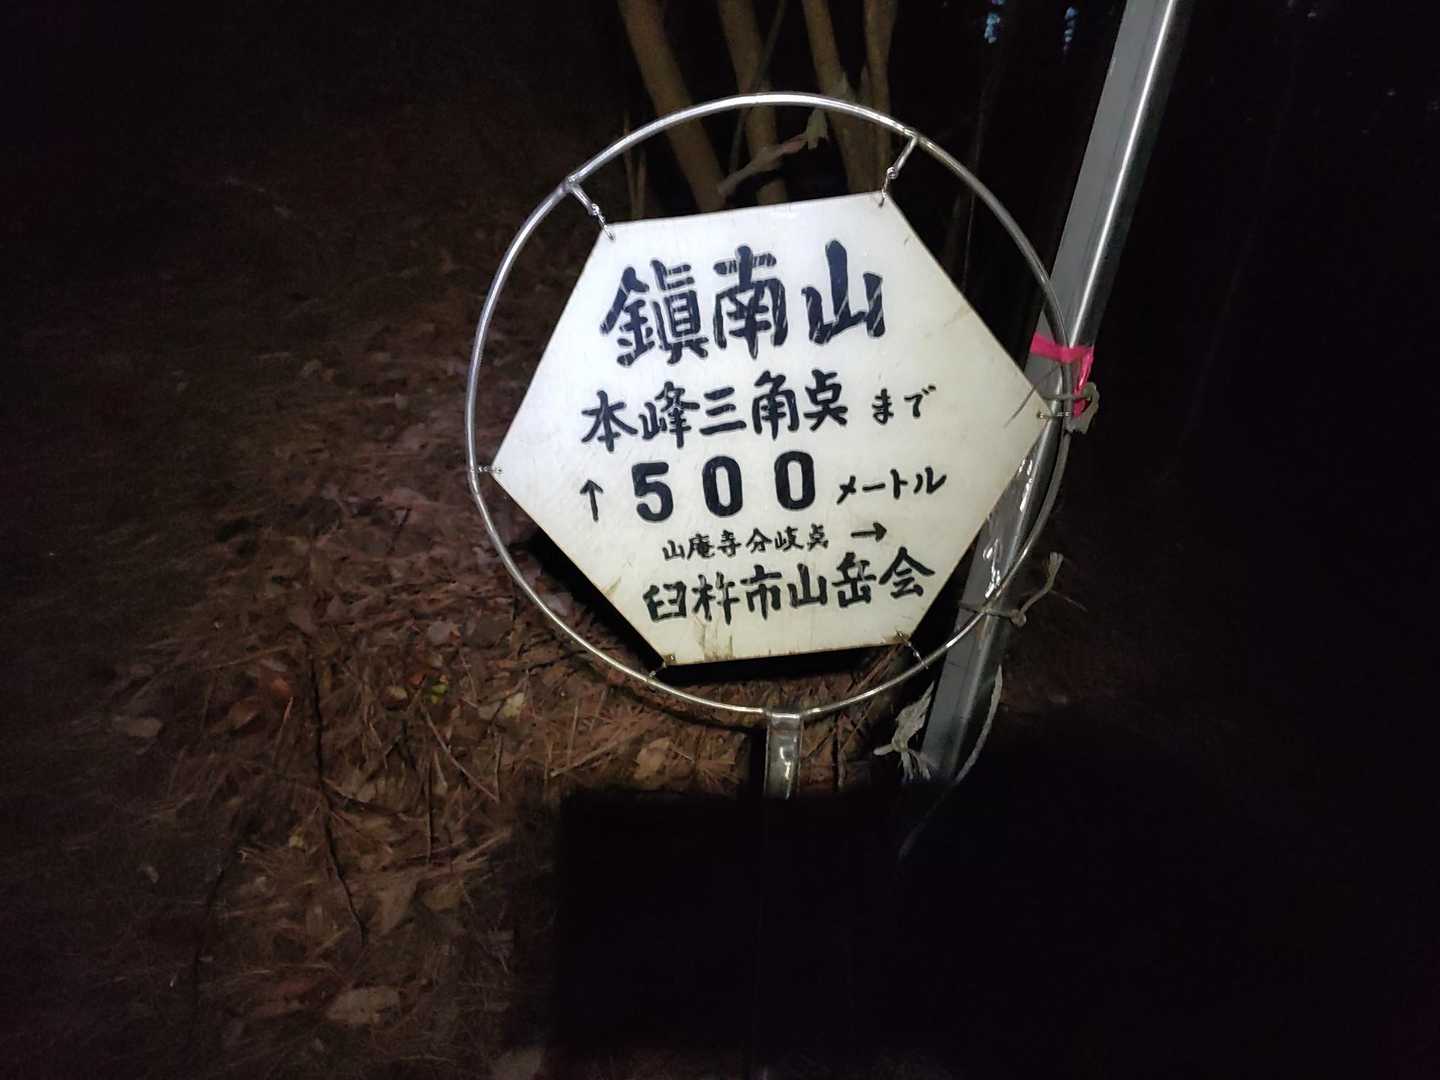 鎮南山
本峰三角点まで
↑500メートル
山庵寺分岐点→
臼杵市山岳会